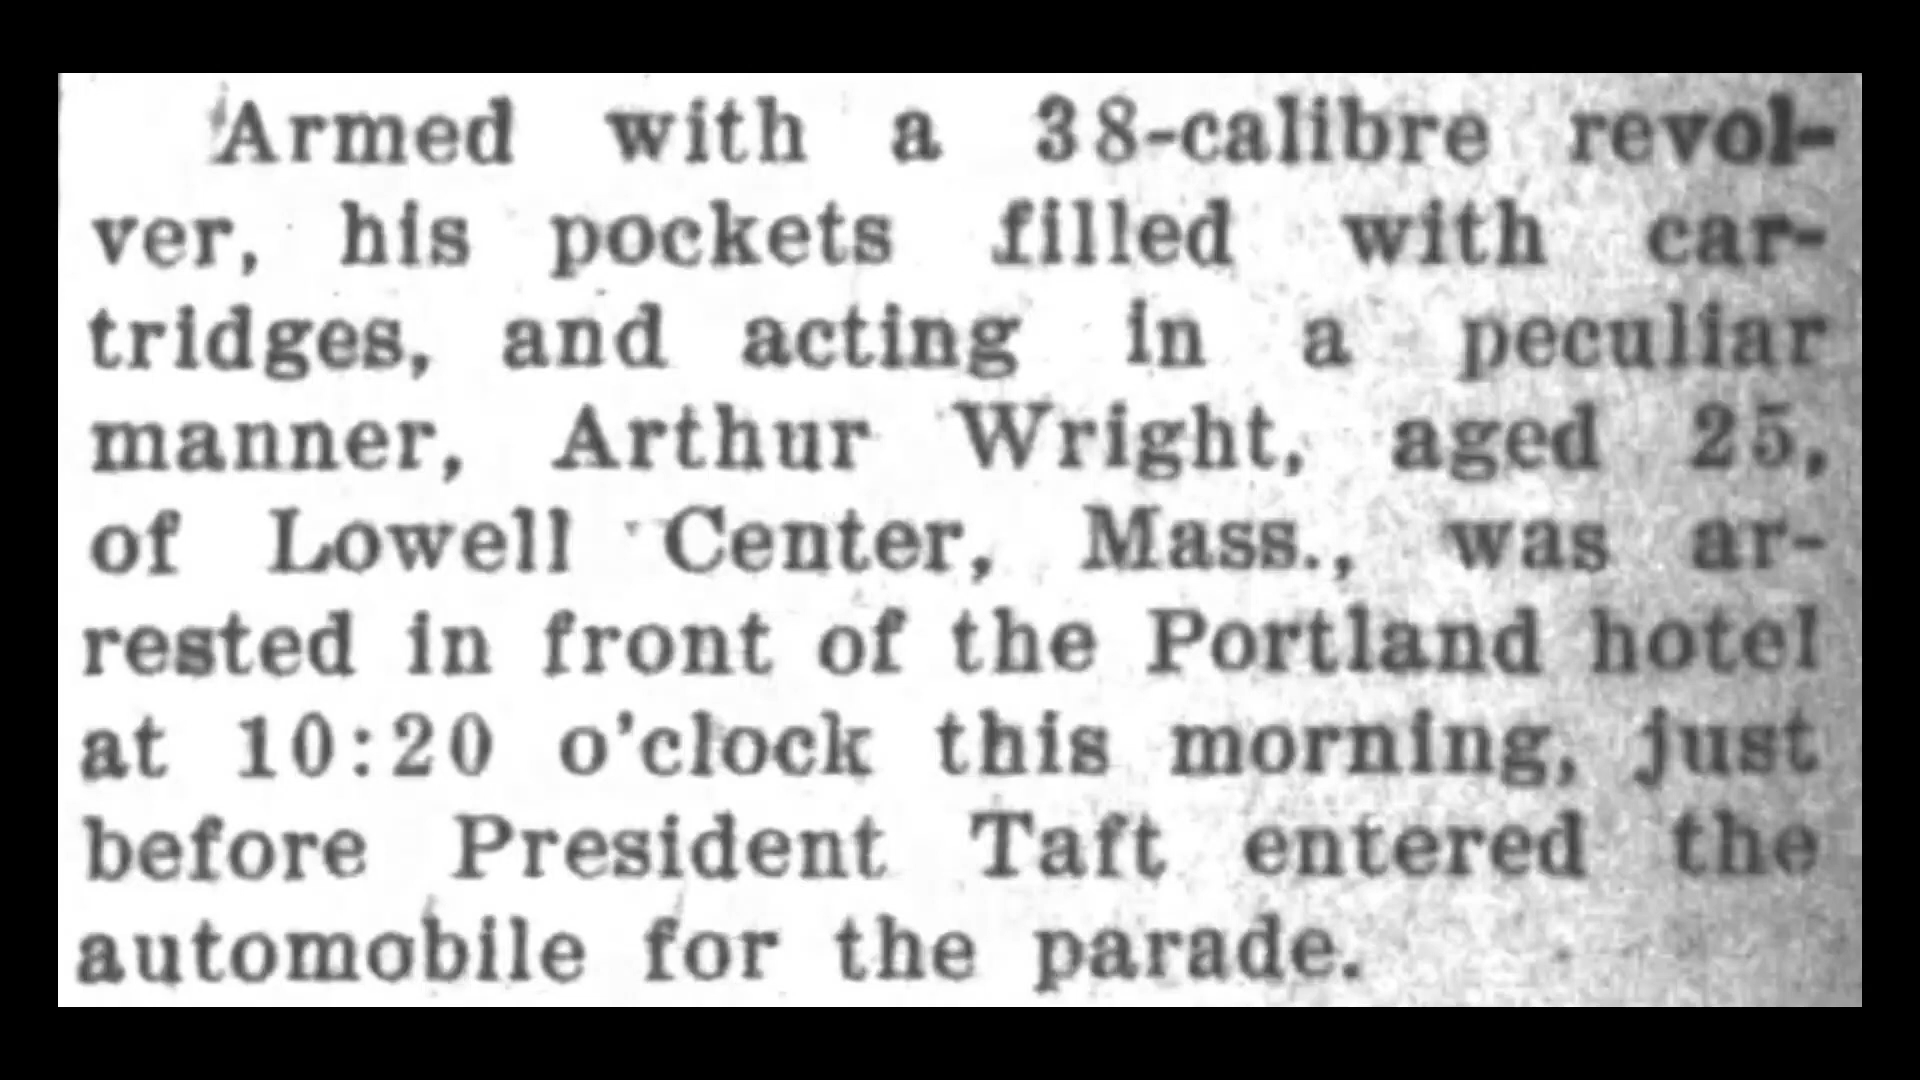 Armed with a 38-calibre revol-
ver, his pockets filled with car-
tridges, and acting in a peculiar
manner, Arthur Wright, aged 25,
of Lowell Center, Mass., was ar-
rested in front of the Portland hotel
at 10:20 o'clock this morning, just
before President Taft entered the
automobile for the parade.